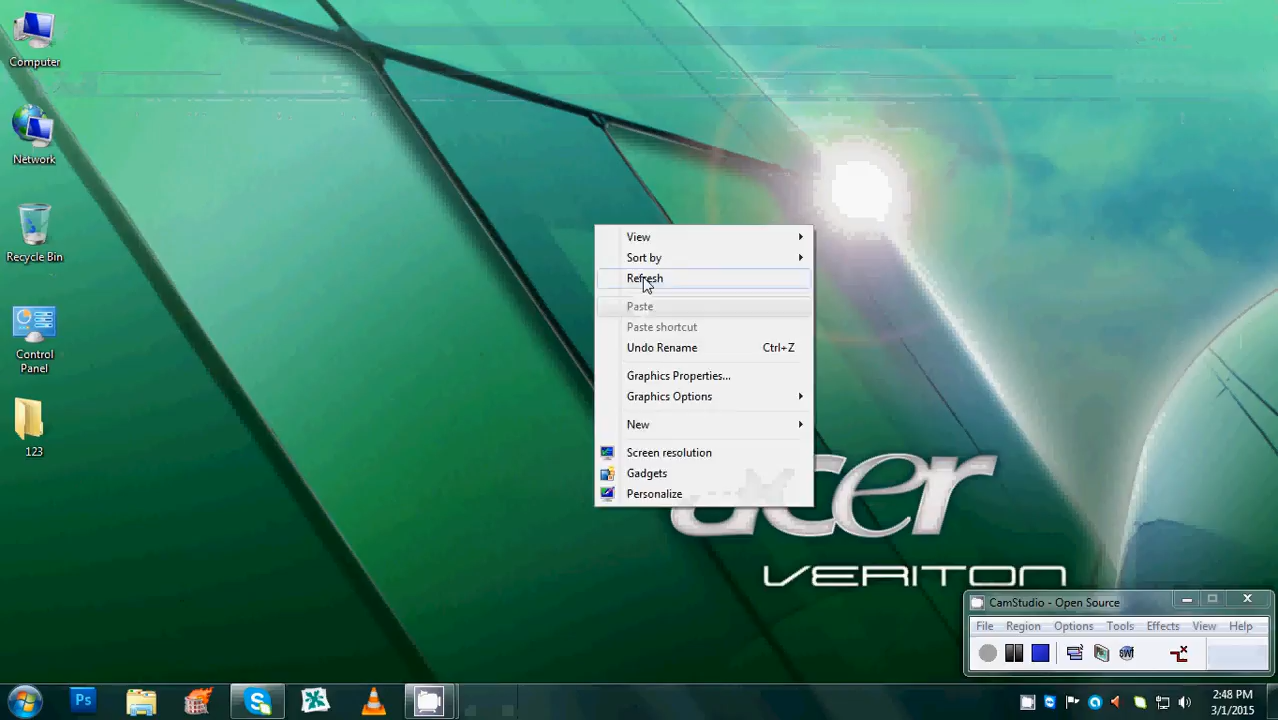 Computer
Network
Recycle Bin
Control
Panel
123
View
Sort by
Refresh
Paste
Paste shortcut
Undo Rename Ctrl+Z
Graphics Properties...
Graphics Options
New
Screen resolution
Gadgets
Personalize
acer
VERITON
CamStudio - Open Source
File Region Options Tools Effects View Help
SWF
Ps
2:48 PM
3/1/2015